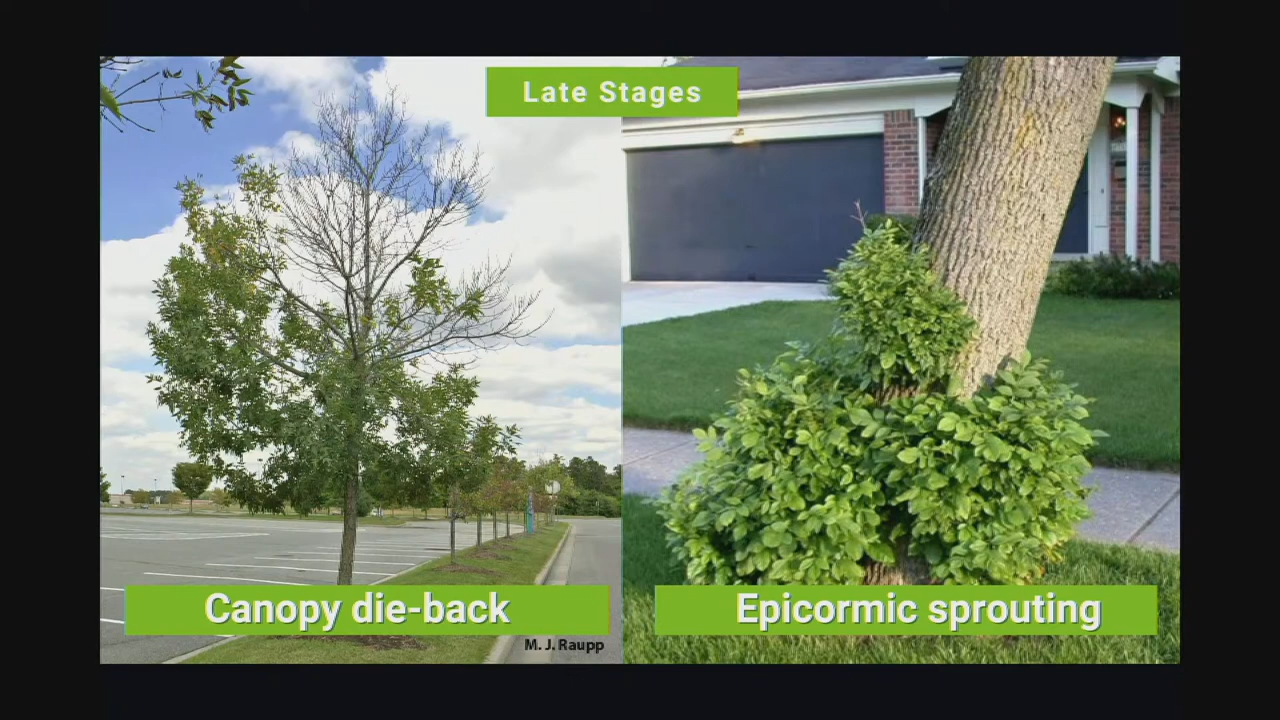 Late Stages
Canopy die-back
Epicormic sprouting
M. J. Raupp